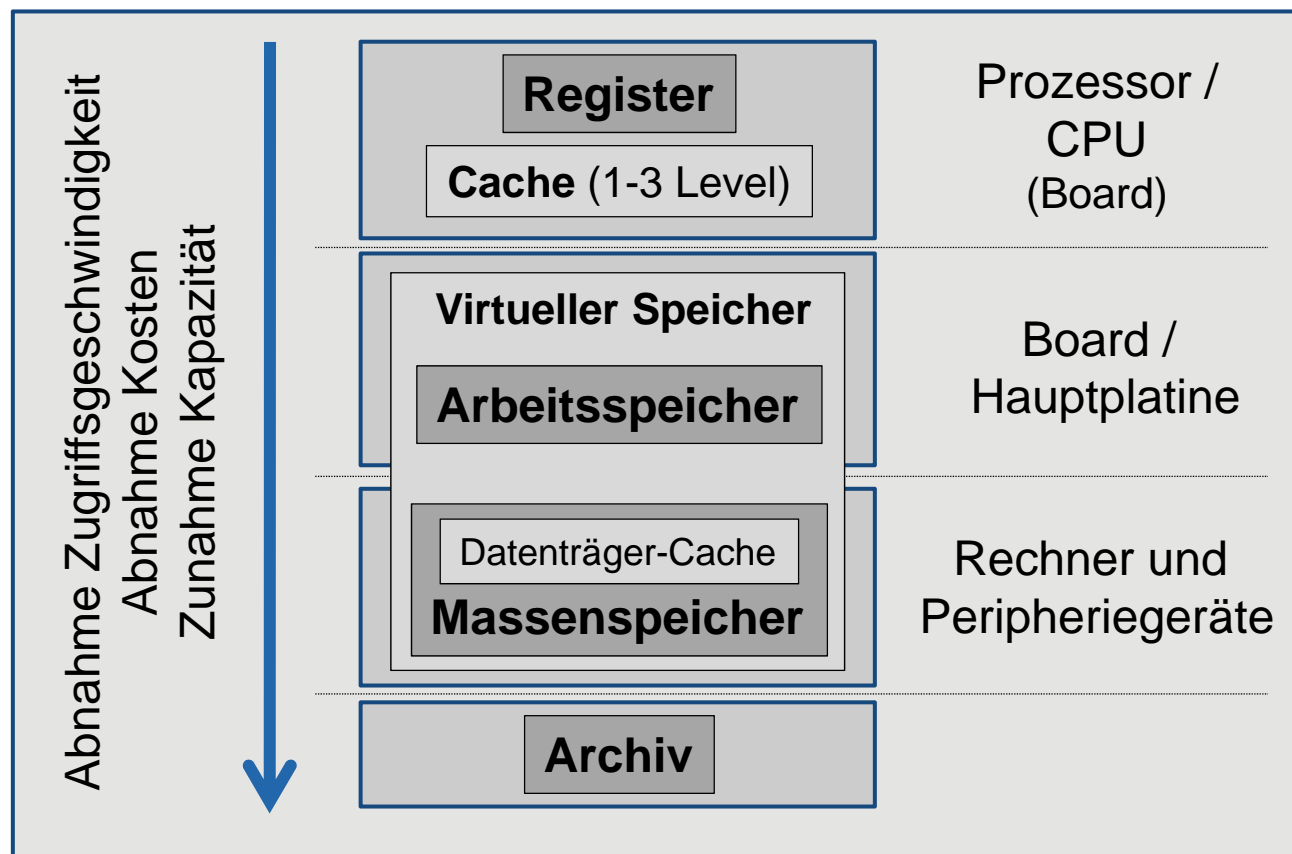 Abnahme Zugriffsgeschwindigkeit
Abnahme Kosten
Zunahme Kapazität
Register
Cache (1-3 Level)
Prozessor /
CPU
(Board)
Virtueller Speicher
Arbeitsspeicher
Board /
Hauptplatine
Datenträger-Cache
Massenspeicher
Rechner und
Peripheriegeräte
Archiv